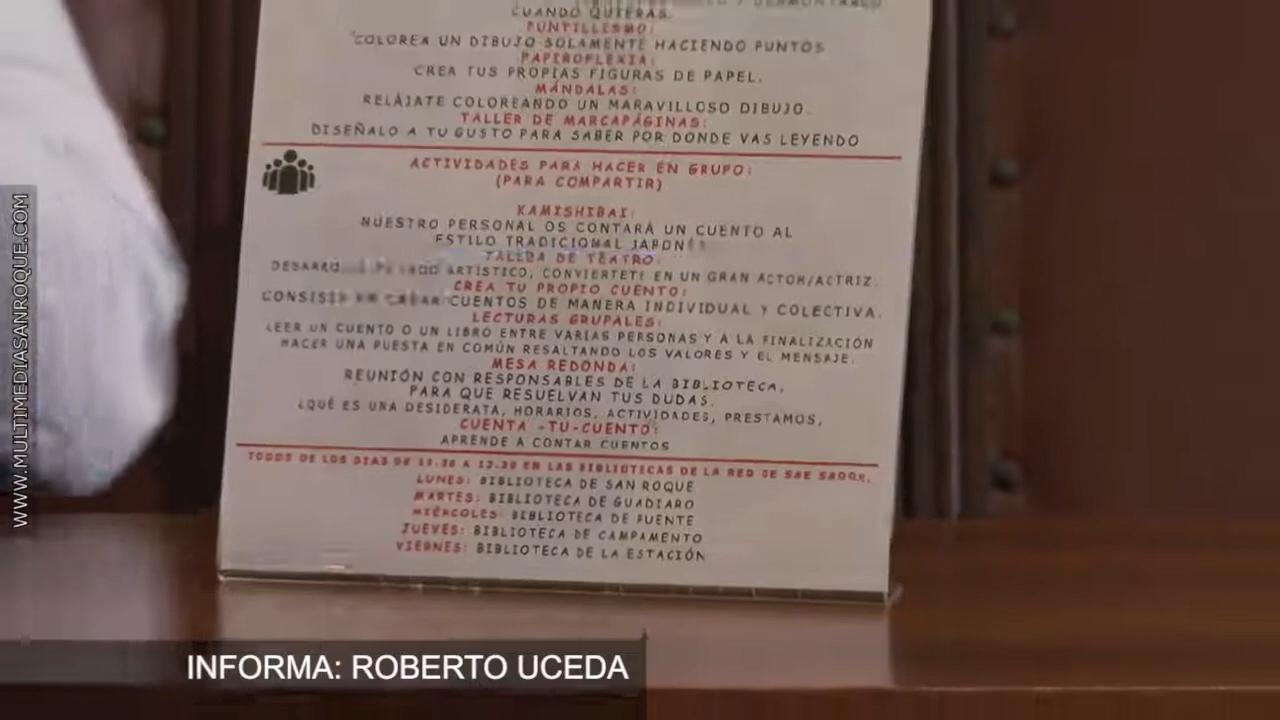 CUANDO QUIERAS.
PUNTILLISMO:
COLOREA UN DIBUJO SOLAMENTE HACIENDO PUNTOS
PAPIROFLEXIA:
CREA TUS PROPIAS FIGURAS DE PAPEL.
MÁNDALAS:
RELÁJATE COLOREANDO UN MARAVILLOSO DIBUJO.
TALLER DE MARCAPÁGINAS:
DISEÑALO A TU GUSTO PARA SABER POR DONDE VAS LEYENDO
ACTIVIDADES PARA HACER EN GRUPO:
(PARA COMPARTIR)
KAMISHIBAI:
NUESTRO PERSONAL OS CONTARÁ UN CUENTO AL
ESTILO TRADICIONAL JAPONÉS
TALLER DE TEATRO:
ARTÍSTICO, CONVIERTETE EN UN GRAN ACTOR/ACTRIZ.
CREA TU PROPIO CUENTO:
CUENTOS DE MANERA INDIVIDUAL Y COLECTIVA.
LECTURAS GRUPALES:
LEER UN CUENTO O UN LIBRO ENTRE VARIAS PERSONAS Y A LA FINALIZACIÓN
HACER UNA PUESTA EN COMÚN RESALTANDO LOS VALORES Y EL MENSAJE.
MESA REDONDA:
REUNIÓN CON RESPONSABLES DE LA BIBLIOTECA,
PARA QUE RESUELVAN TUS DUDAS.
¿QUÉ ES UNA DESIDERATA, HORARIOS, ACTIVIDADES, PRESTAMOS,
CUENTA -TU-CUENTO:
APRENDE A CONTAR CUENTOS
TODOS DE LOS DÍAS DE A EN LAS BIBLIOTECAS DE LA RED DE
LUNES: BIBLIOTECA DE SAN ROQUE
MARTES: BIBLIOTECA DE GUADIARO
MIÉRCOLES: BIBLIOTECA DE PUENTE
JUEVES: BIBLIOTECA DE CAMPAMENTO
VIERNES: BIBLIOTECA DE LA ESTACIÓN
WWW.MULTIMEDIASANROQUE.COM
INFORMA: ROBERTO UCEDA